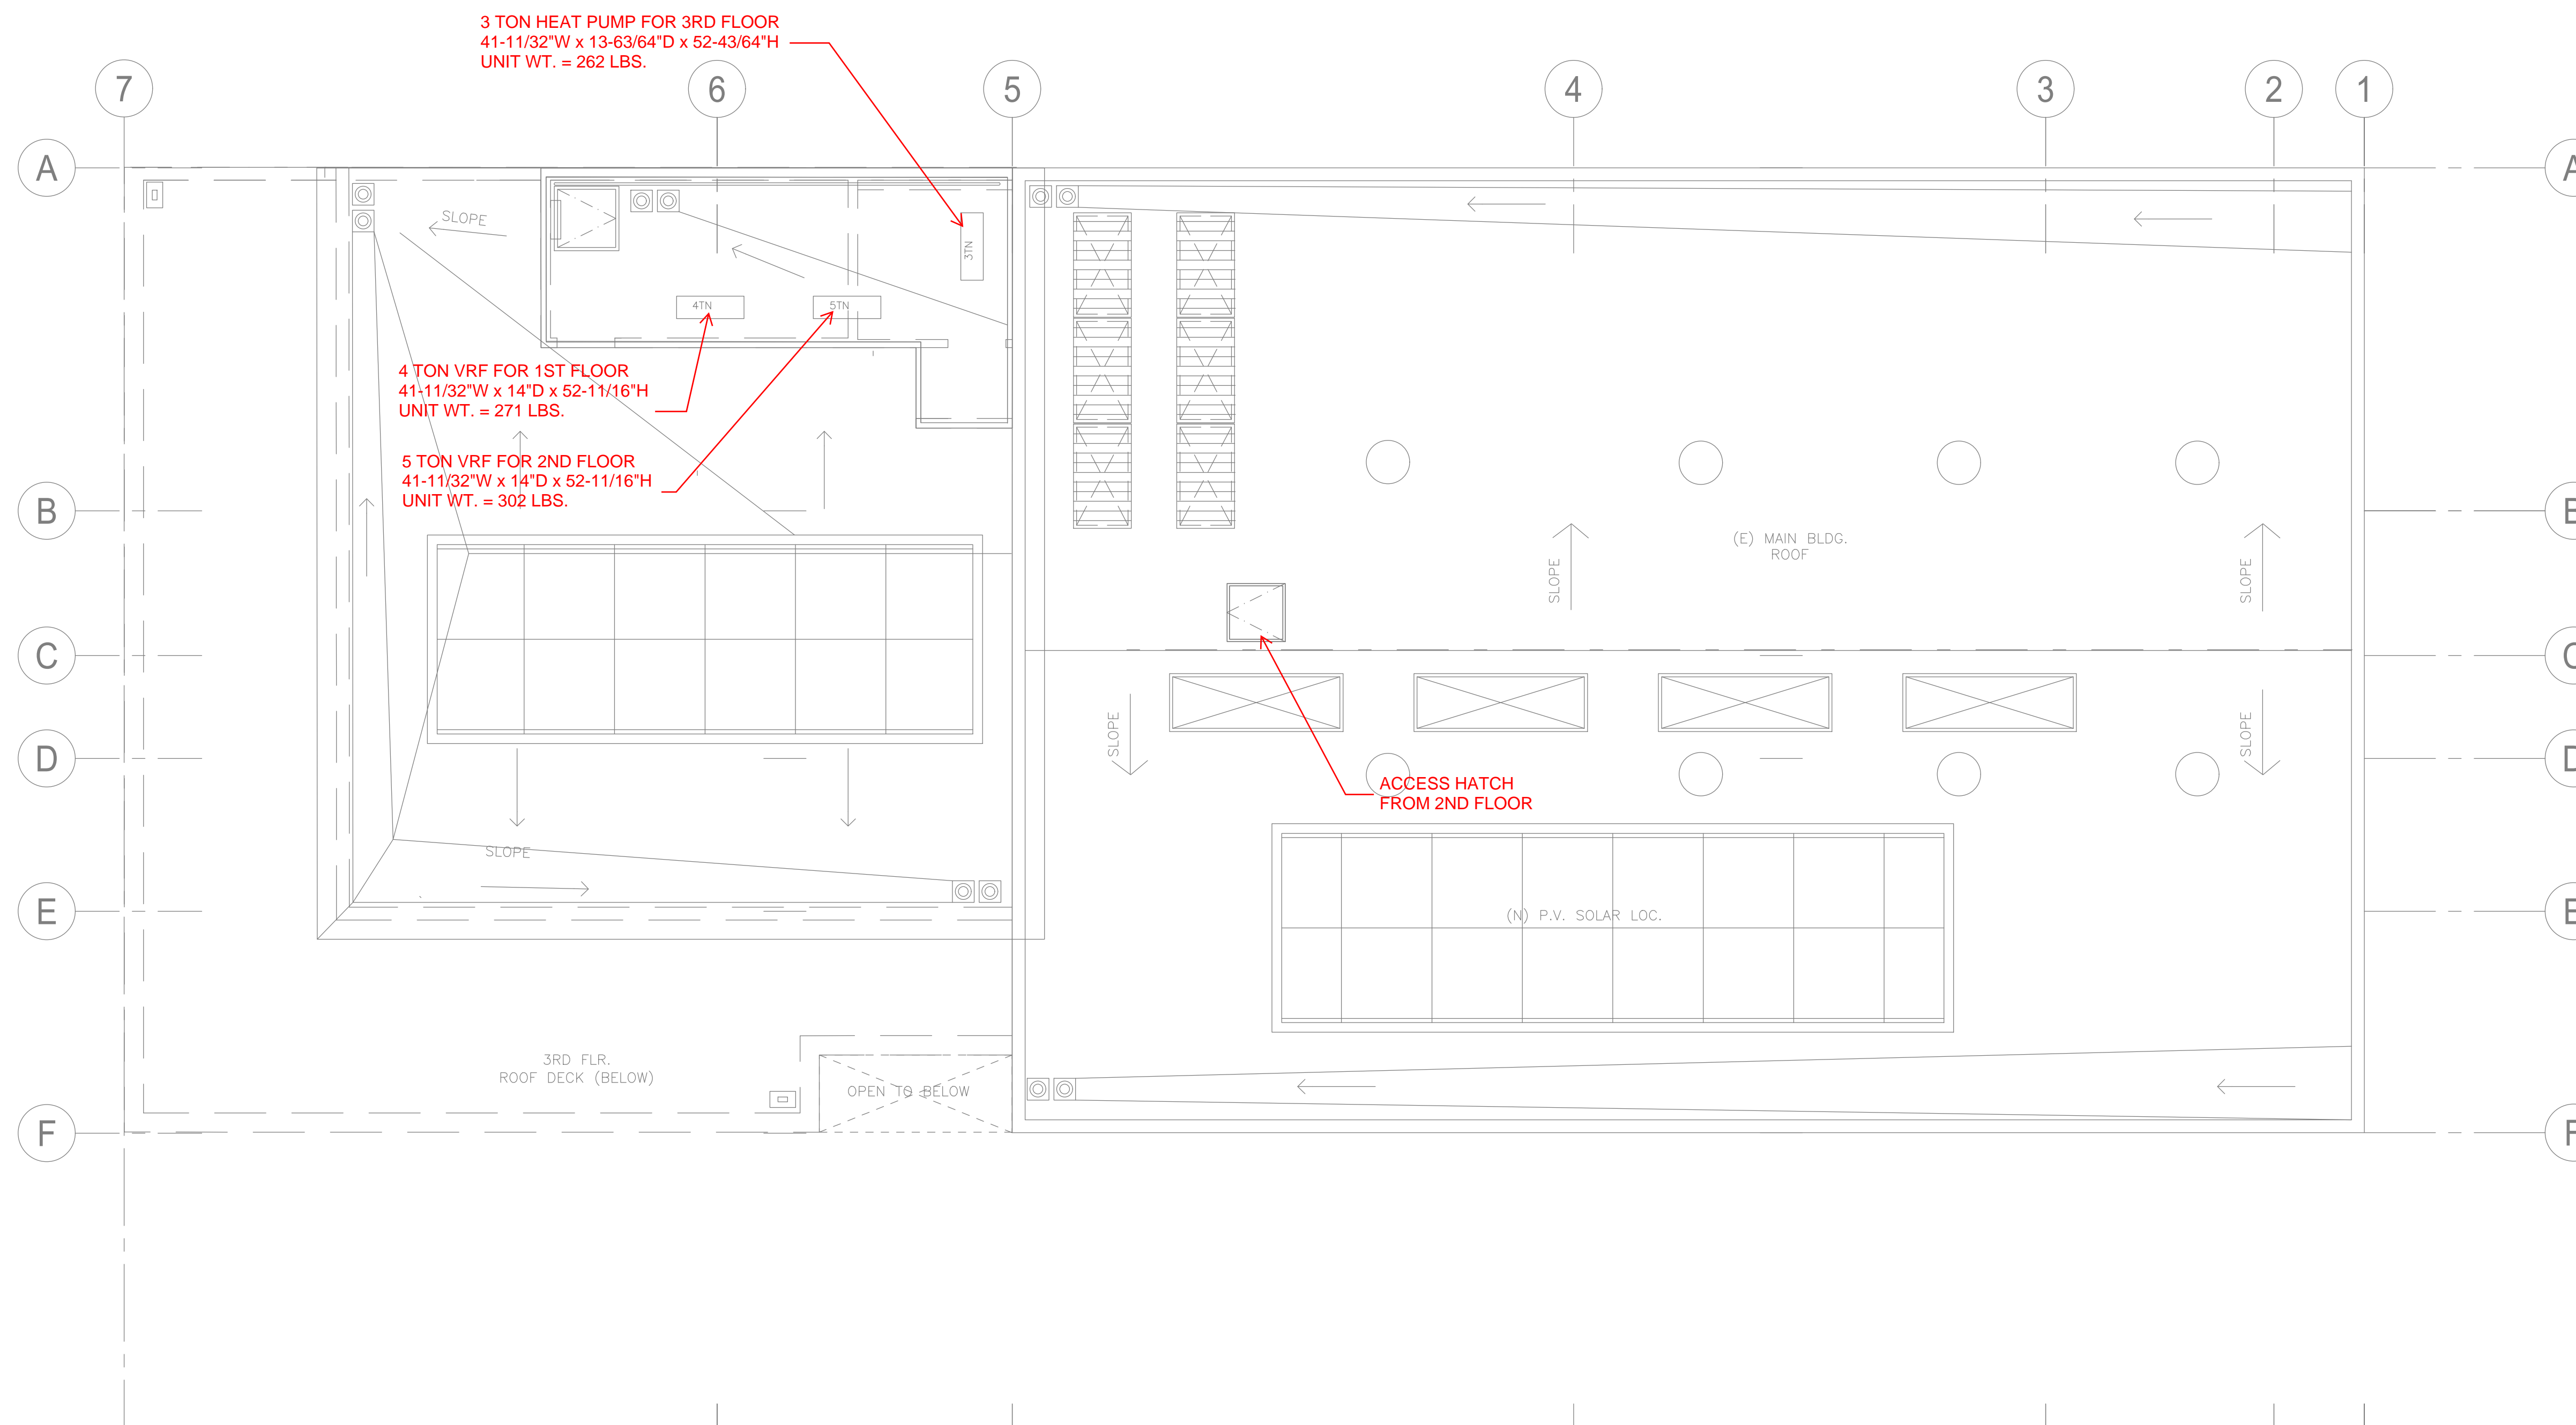 3 TON HEAT PUMP FOR 3RD FLOOR
41-11/32"W x 13-63/64"D x 52-43/64"H
UNIT WT. = 262 LBS.
7
6
5
4
3
2
1
A
A
SLOPE
3TN
4TN
5TN
4 TON VRF FOR 1ST FLOOR
41-11/32"W x 14"D x 52-11/16"H
UNIT WT. = 271 LBS.
5 TON VRF FOR 2ND FLOOR
41-11/32"W x 14"D x 52-11/16"H
UNIT WT. = 302 LBS.
B
B
(E) MAIN BLDG.
ROOF
SLOPE
SLOPE
C
C
SLOPE
SLOPE
D
D
ACCESS HATCH
FROM 2ND FLOOR
SLOPE
E
E
(N) P.V. SOLAR LOC.
3RD FLR.
ROOF DECK (BELOW)
OPEN TO BELOW
F
F